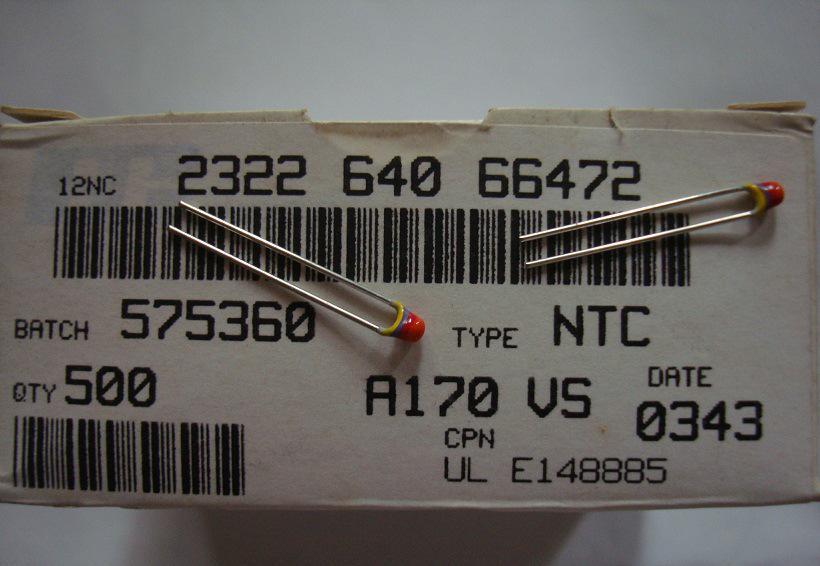 12NC 2322 640 66472
BATCH 575360 TYPE NTC
QTY 500 A170 VS DATE 0343
CPN
UL E148885